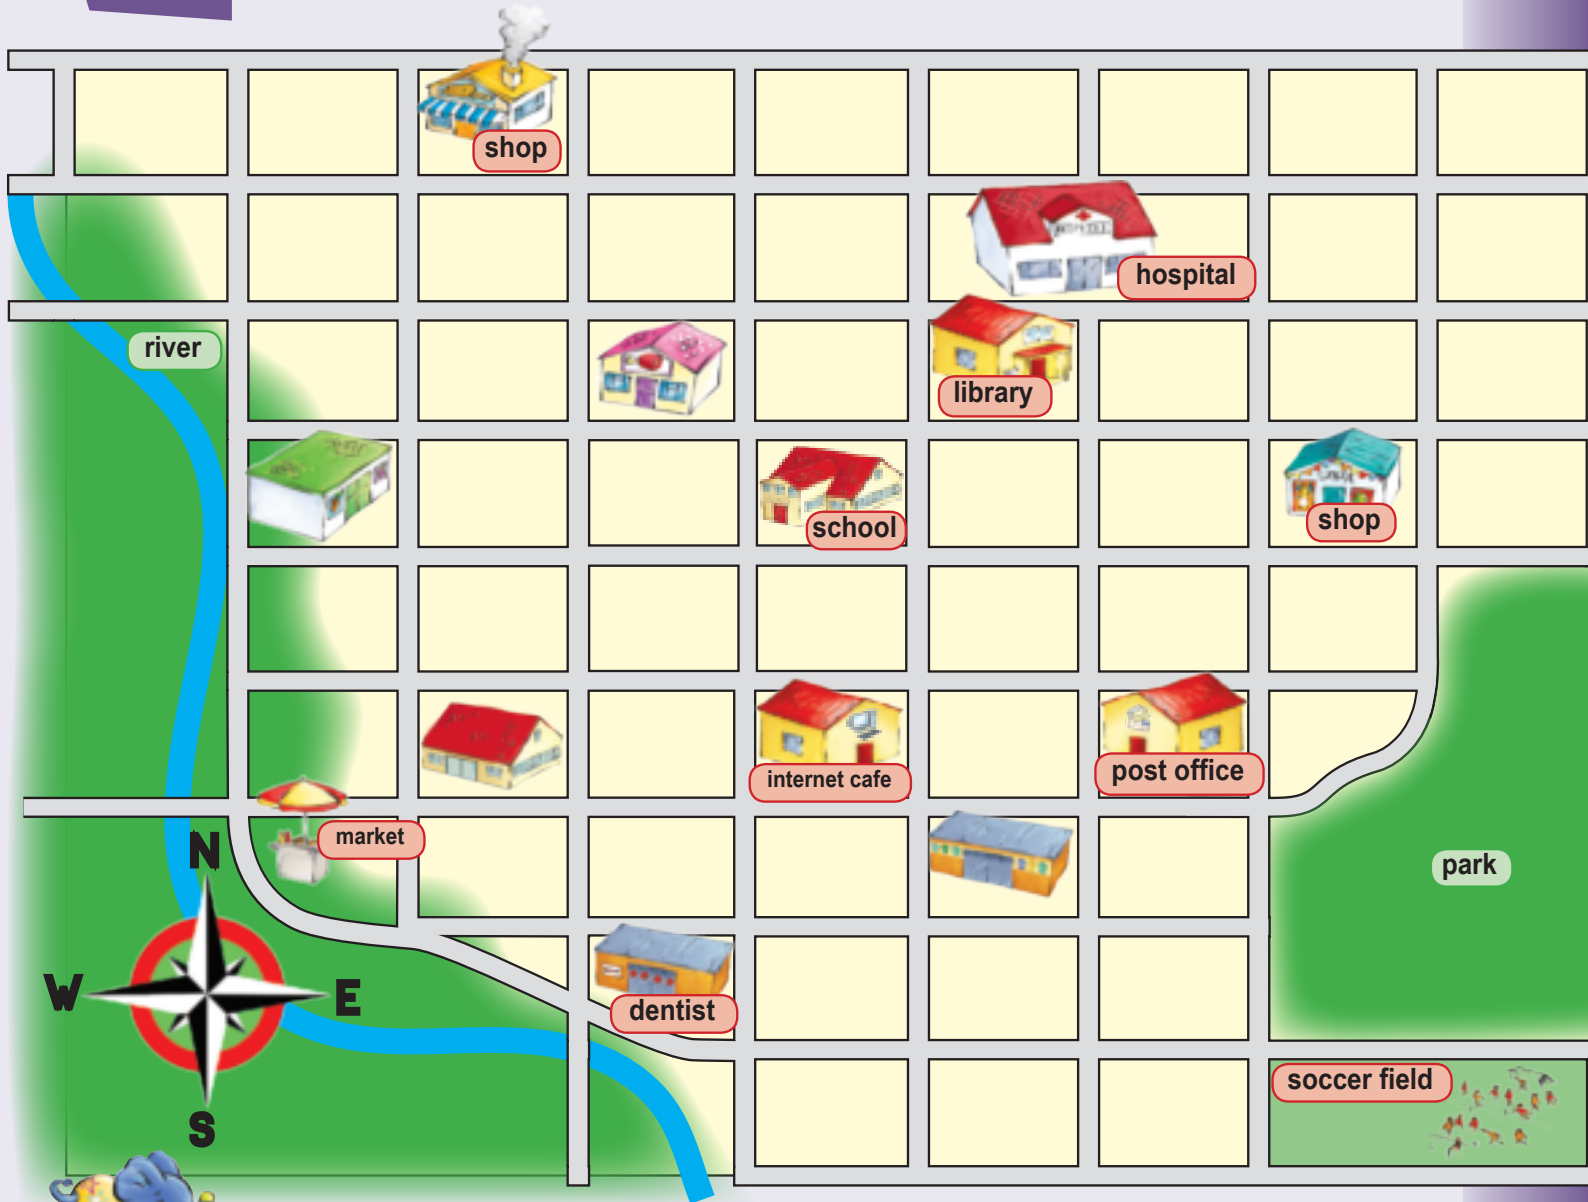 shop
hospital
river
library
school
shop
internet cafe
post office
market
N
park
W
E
dentist
soccer field
S